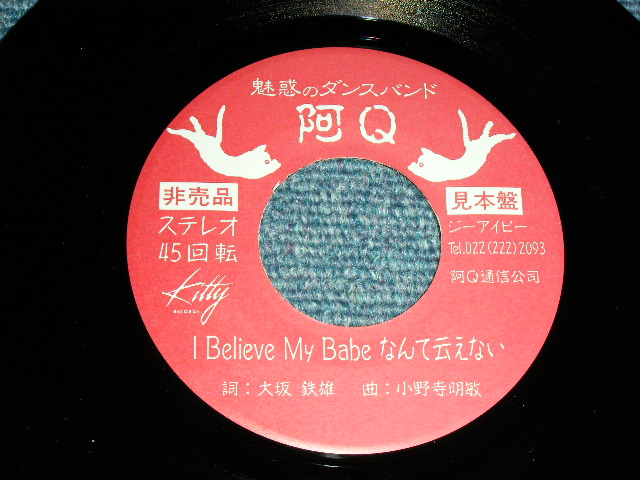 魅惑のダンスバンド
阿Q
非売品
ステレオ
45回転
Kitty
見本盤
ジーアイピー
Tel.022(222)2093
阿Q通信公司
I Believe My Babe なんて云えない
詞：大坂 鉄雄 曲：小野寺明敏